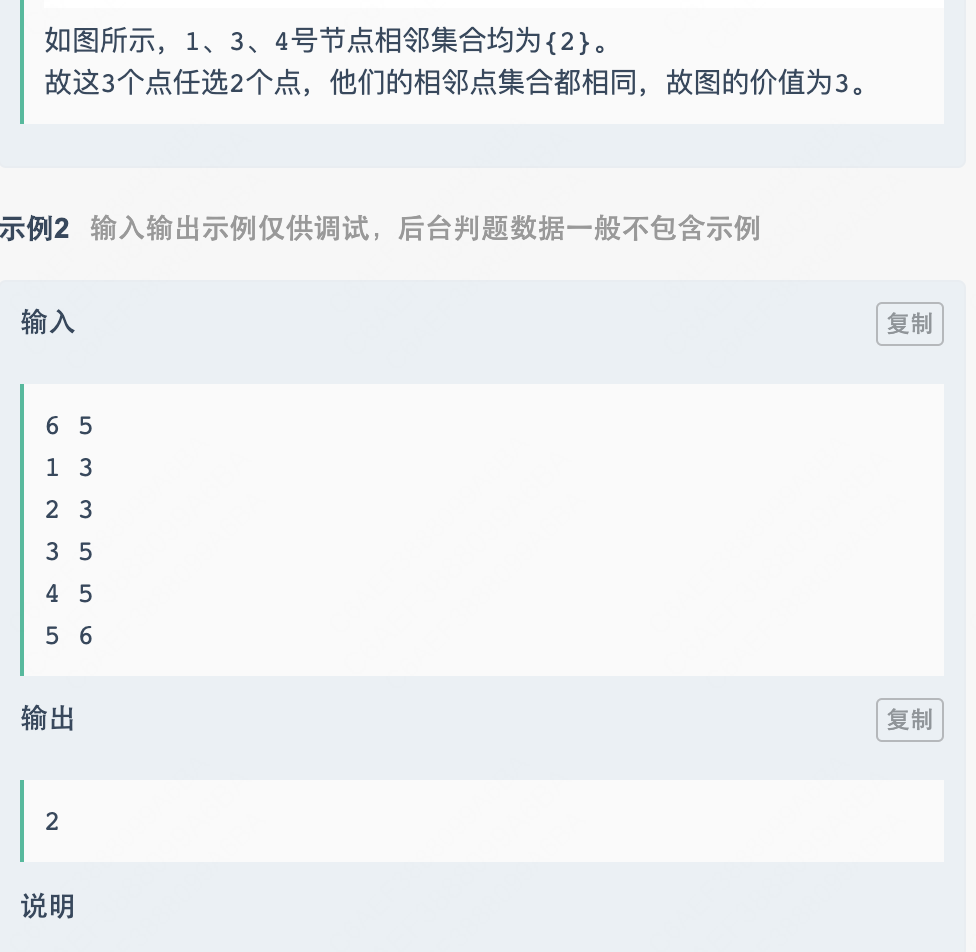 如图所示，1、3、4号节点相邻集合均为{2}。
故这3个点任选2个点，他们的相邻点集合都相同，故图的价值为3。
示例2 输入输出示例仅供调试，后台判题数据一般不包含示例
输入
复制
6 5
1 3
2 3
3 5
4 5
5 6
输出
复制
2
说明